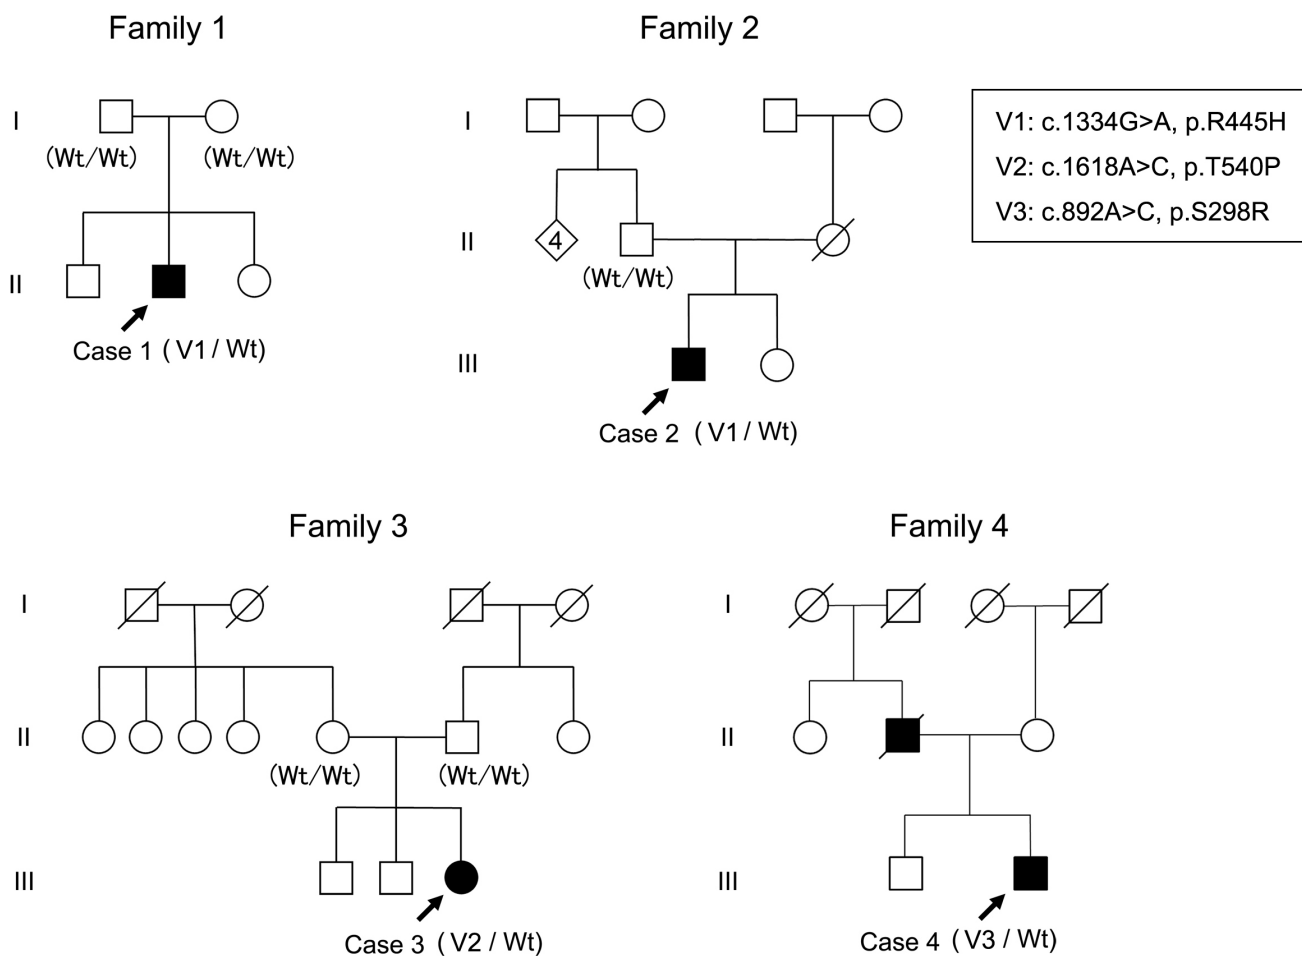 Family 1
Family 2
I
(Wt/Wt)
(Wt/Wt)
II
Case 1 (V1/Wt)
I
II
4
(Wt/Wt)
III
Case 2 (V1/Wt)
V1: c.1334G>A, p.R445H
V2: c.1618A>C, p.T540P
V3: c.892A>C, p.S298R
Family 3
Family 4
I
II
(Wt/Wt)
(Wt/Wt)
III
Case 3 (V2/Wt)
I
II
III
Case 4 (V3/Wt)